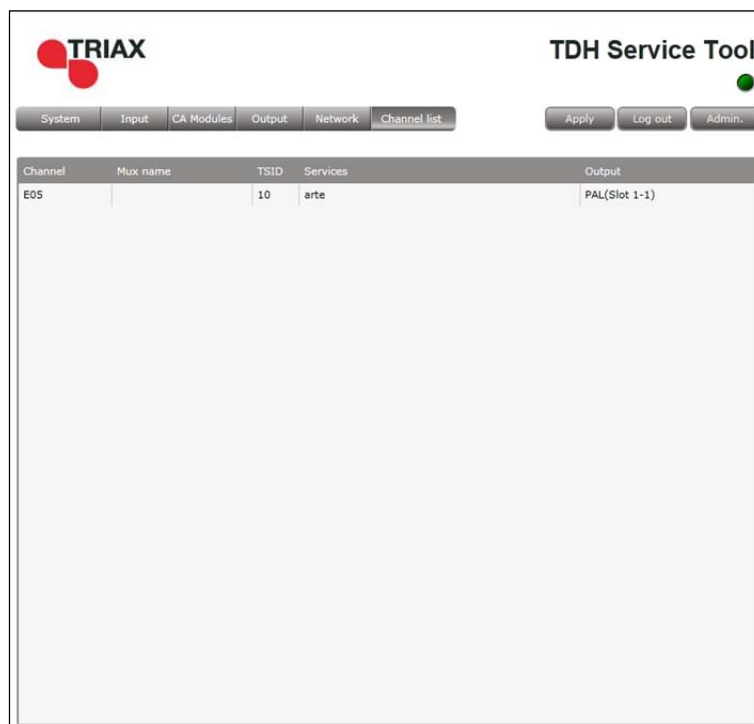 TRIAX
TDH Service Tool
System Input CA Modules Output Network Channel list Apply Log out Admin.
Channel Mux name TSID Services Output
E05 10 arte PAL(Slot 1-1)